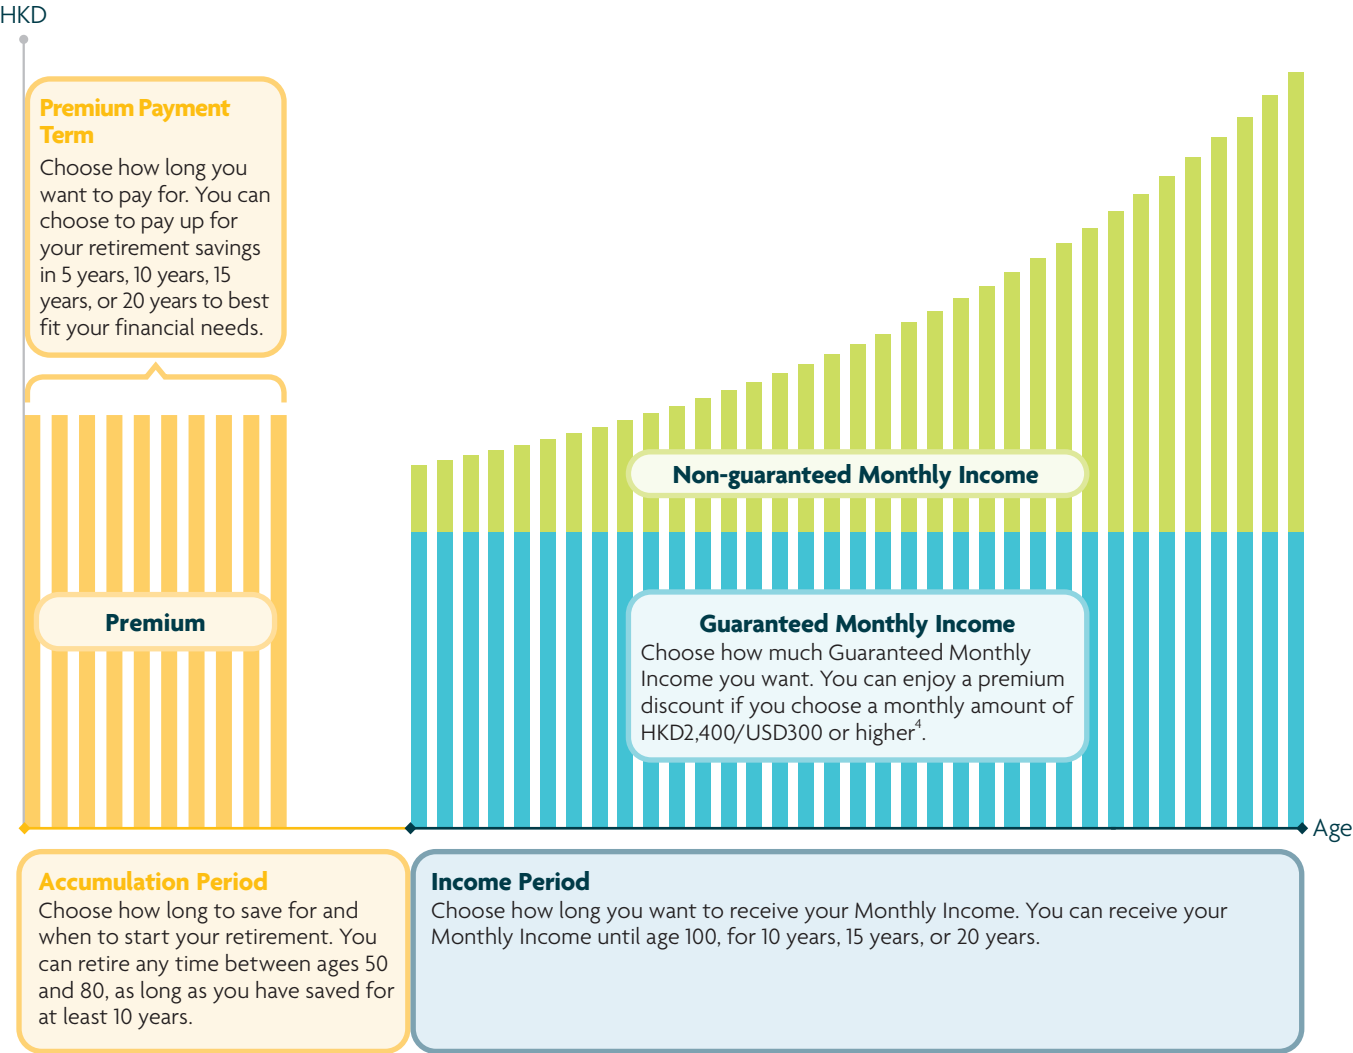 HKD
Premium Payment
Term
Choose how long you
want to pay for. You can
choose to pay up for
your retirement savings
in 5 years, 10 years, 15
years, or 20 years to best
fit your financial needs.
Non-guaranteed Monthly Income
Premium
Guaranteed Monthly Income
Choose how much Guaranteed Monthly
Income you want. You can enjoy a premium
discount if you choose a monthly amount of
HKD2,400/USD300 or higher⁴.
Age
Accumulation Period
Choose how long to save for and
when to start your retirement. You
can retire any time between ages 50
and 80, as long as you have saved for
at least 10 years.
Income Period
Choose how long you want to receive your Monthly Income. You can receive your
Monthly Income until age 100, for 10 years, 15 years, or 20 years.